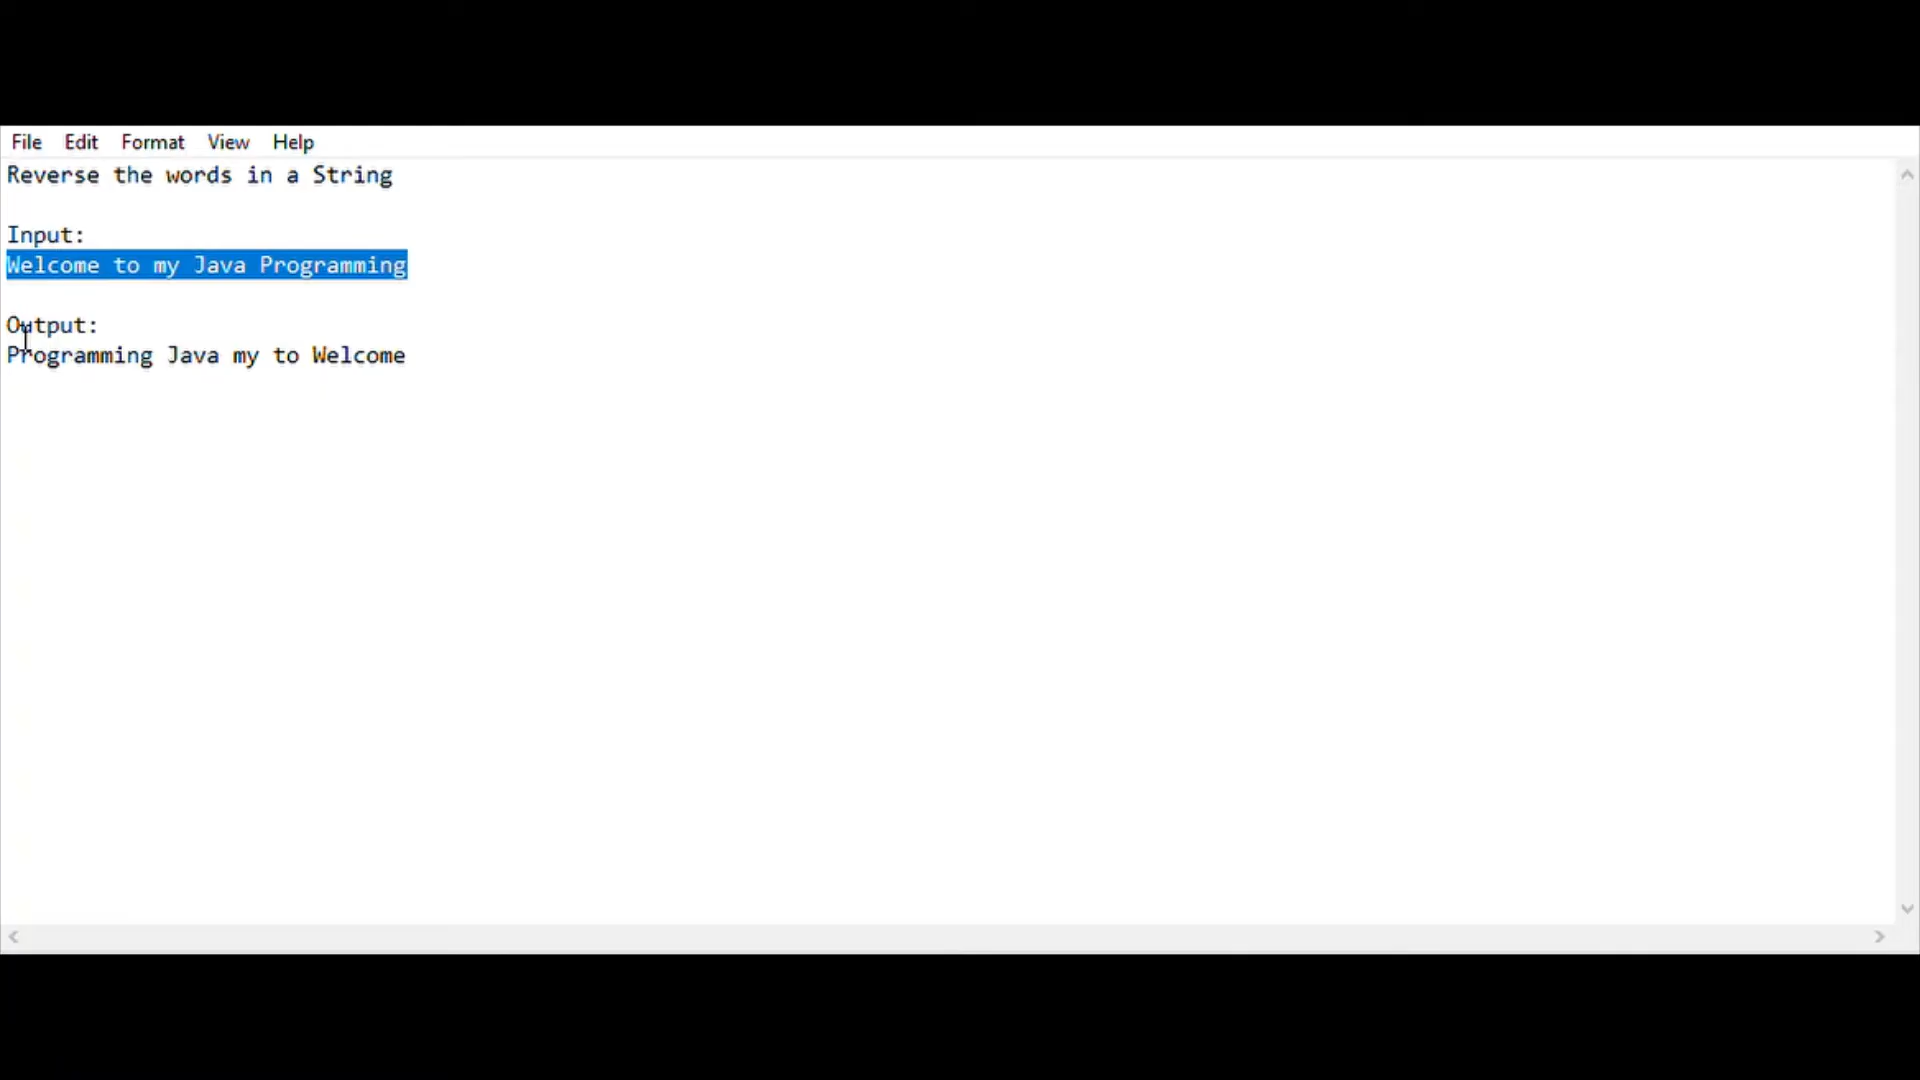 File Edit Format View Help
Reverse the words in a String
Input:
Welcome to my Java Programming
Output:
Programming Java my to Welcome